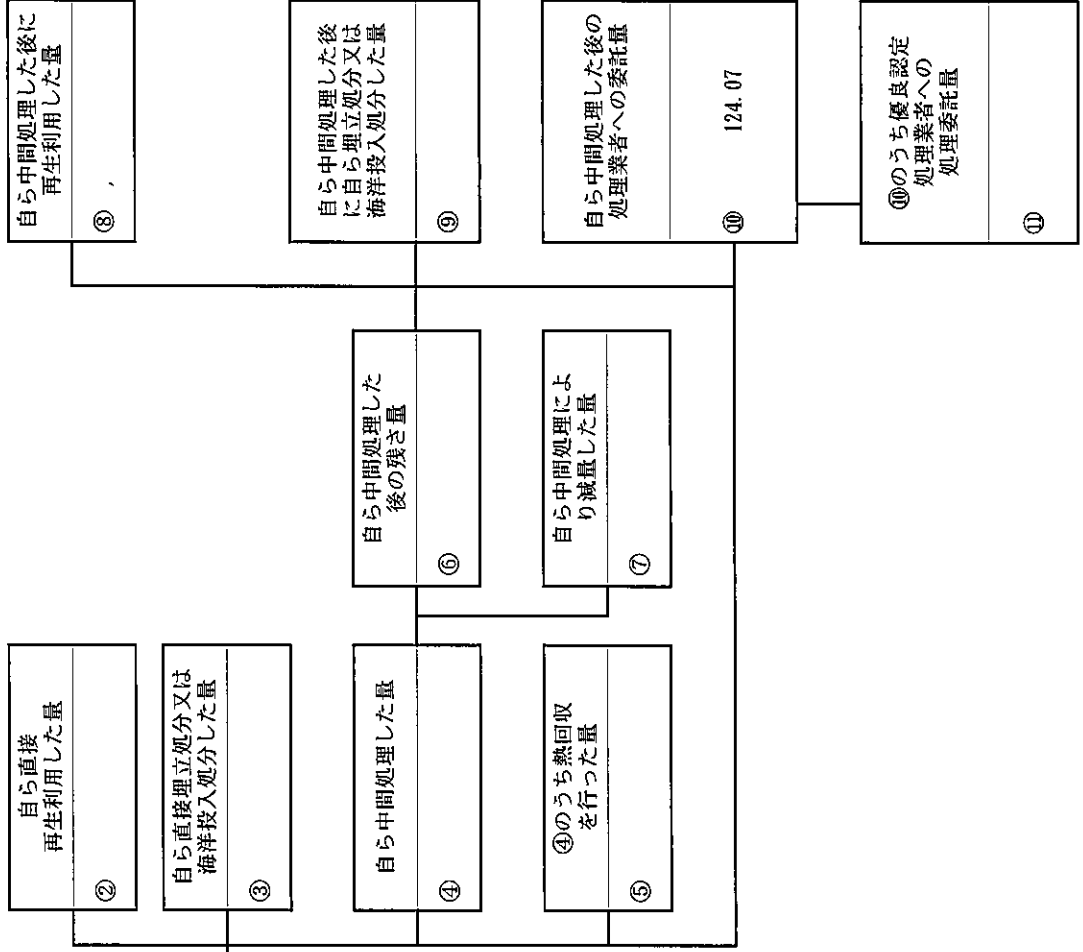 自ら直接
再生利用した量
②
自ら直接埋立処分又は
海洋投入処分した量
③
自ら中間処理した量
④
④のうち熱回収
を行った量
⑤
自ら中間処理した
後の残さ量
⑥
自ら中間処理によ
り減量した量
⑦
自ら中間処理した後に
再生利用した量
⑧
自ら中間処理した後
に自ら埋立処分又は
海洋投入処分した量
⑨
自ら中間処理した後の
処理業者への委託量
⑩ 124.07
⑩のうち優良認定
処理業者への
処理委託量
⑪